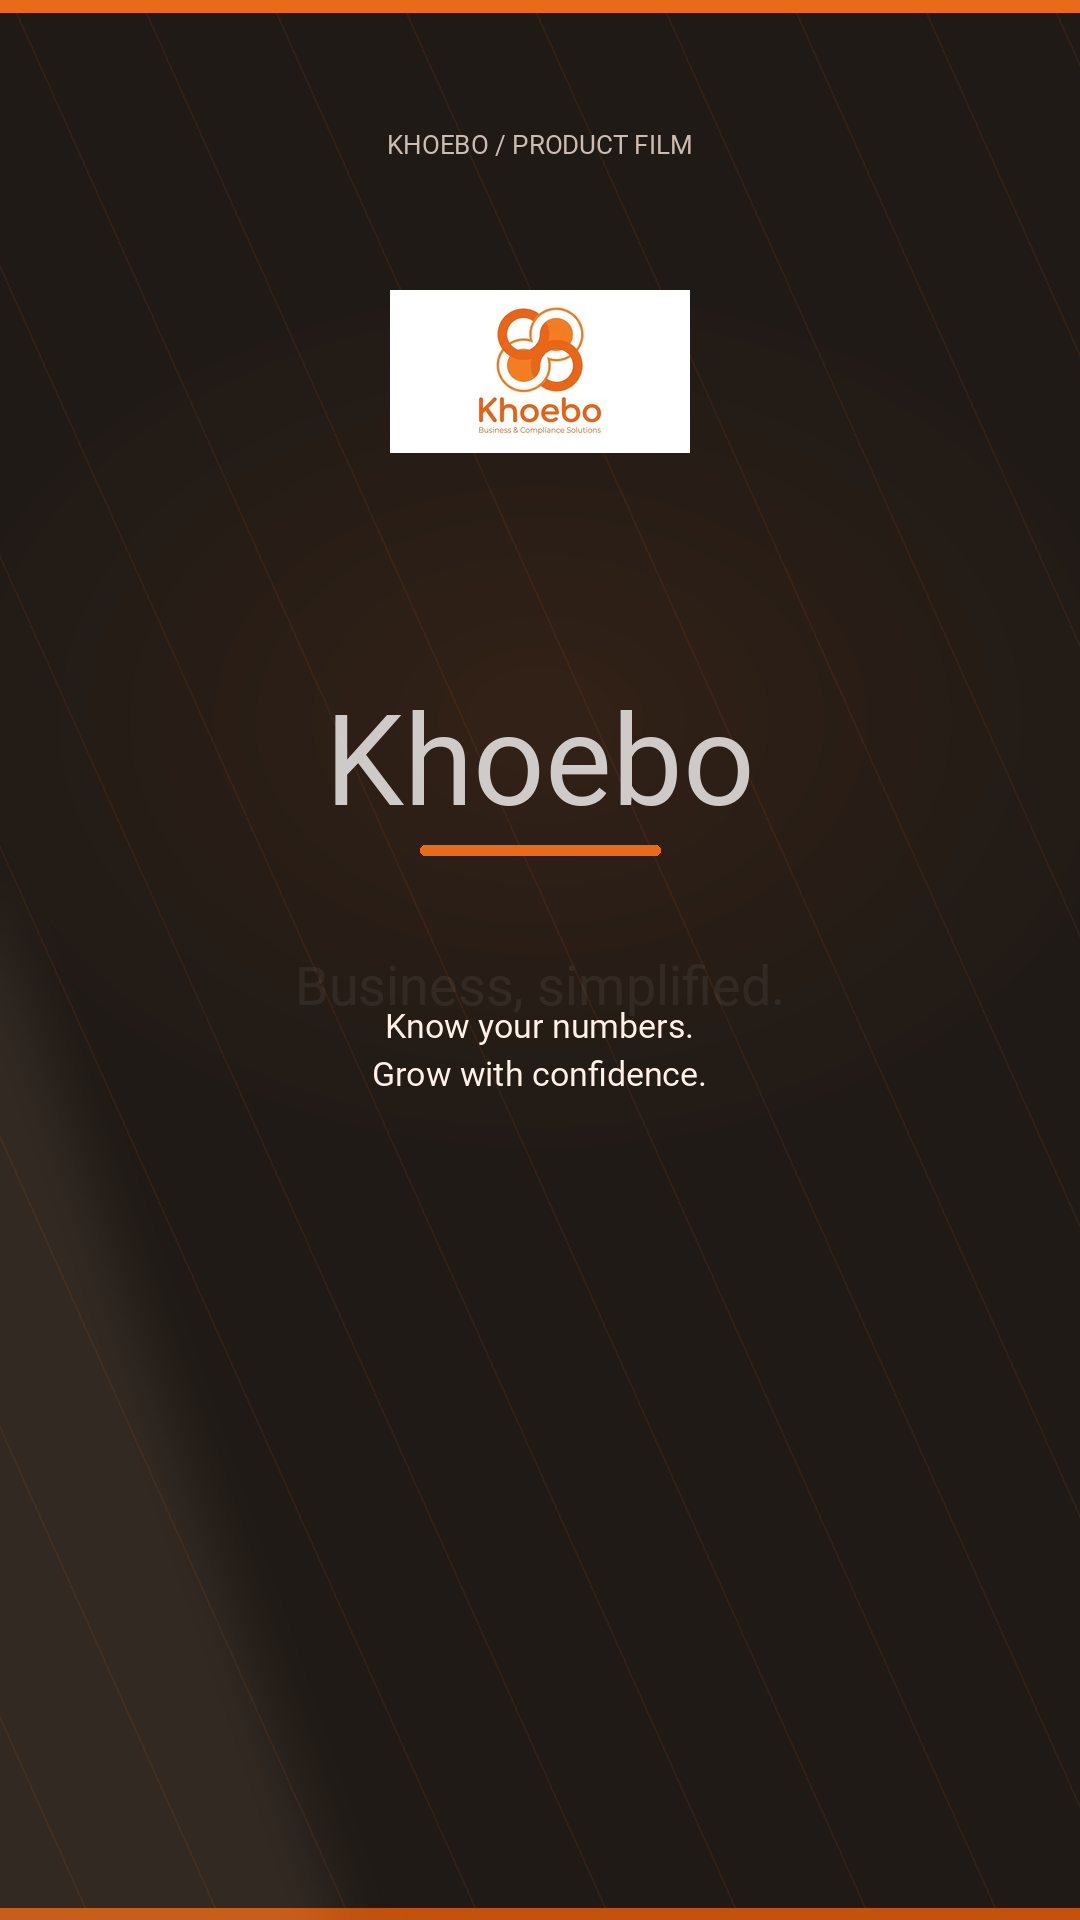 KHOEBO / PRODUCT FILM
Khoebo
Business & Compliance Solutions
Khoebo
Business, simplified.
Know your numbers.
Grow with confidence.